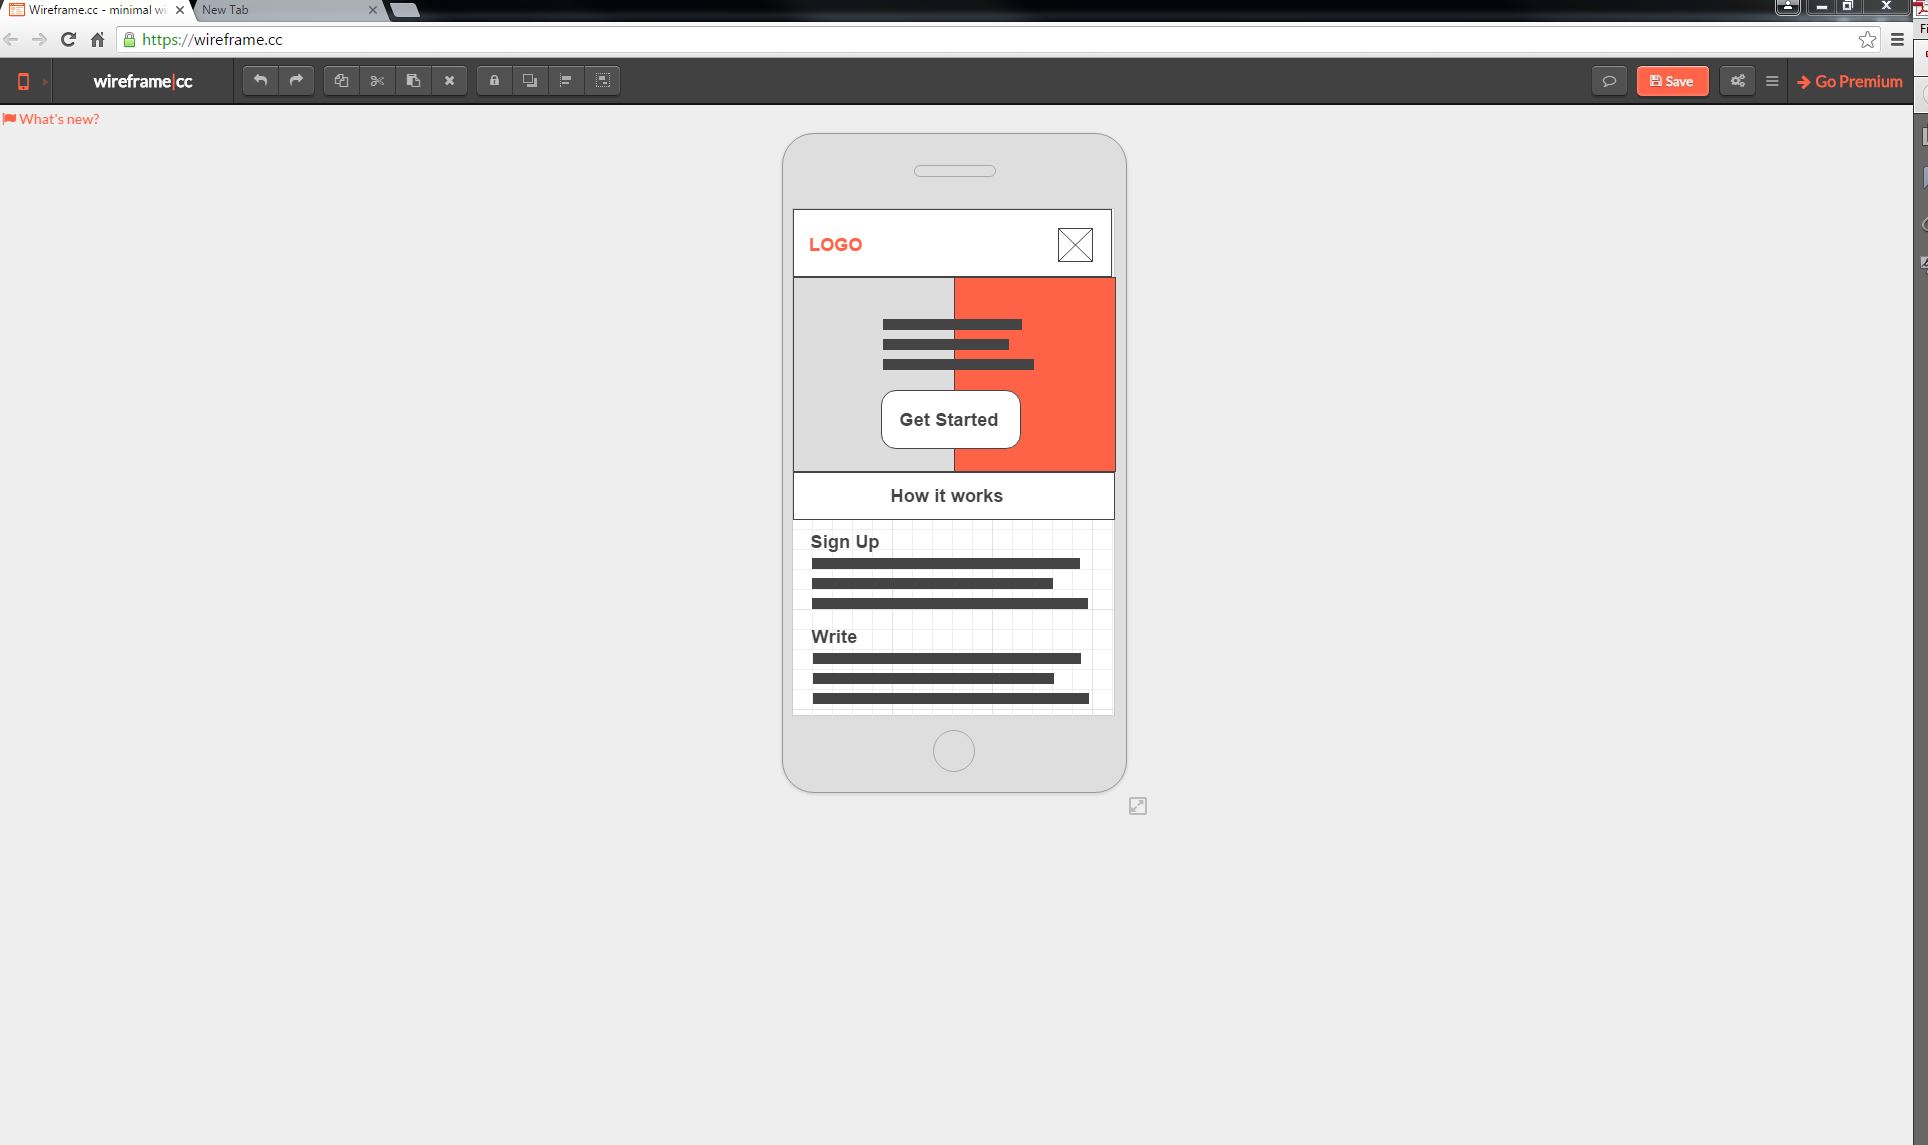 Wireframe.cc - minimal wi
New Tab
https://wireframe.cc
wireframe|cc
Save
Go Premium
What's new?
LOGO
Get Started
How it works
Sign Up
Write